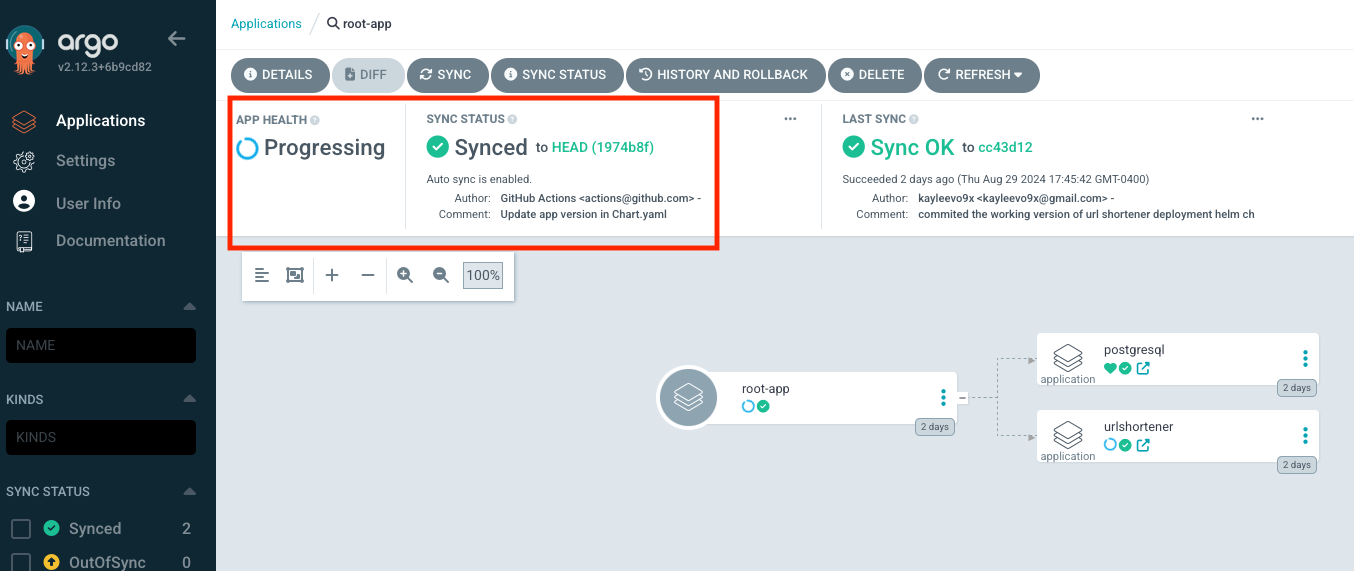 argo
v2.12.3+6b9cd82
Applications
Settings
User Info
Documentation
NAME
NAME
KINDS
KINDS
SYNC STATUS
Synced 2
OutOfSync 0
Applications root-app
DETAILS DIFF SYNC SYNC STATUS HISTORY AND ROLLBACK DELETE REFRESH
APP HEALTH
Progressing
SYNC STATUS
Synced to HEAD (1974b8f)
Auto sync is enabled.
Author: GitHub Actions <actions@github.com> -
Comment: Update app version in Chart.yaml
LAST SYNC
Sync OK to cc43d12
Succeeded 2 days ago (Thu Aug 29 2024 17:45:42 GMT-0400)
Author: kayleevo9x <kayleevo9x@gmail.com> -
Comment: commited the working version of url shortener deployment helm ch
100%
root-app
2 days
postgresql
application
2 days
urlshortener
application
2 days